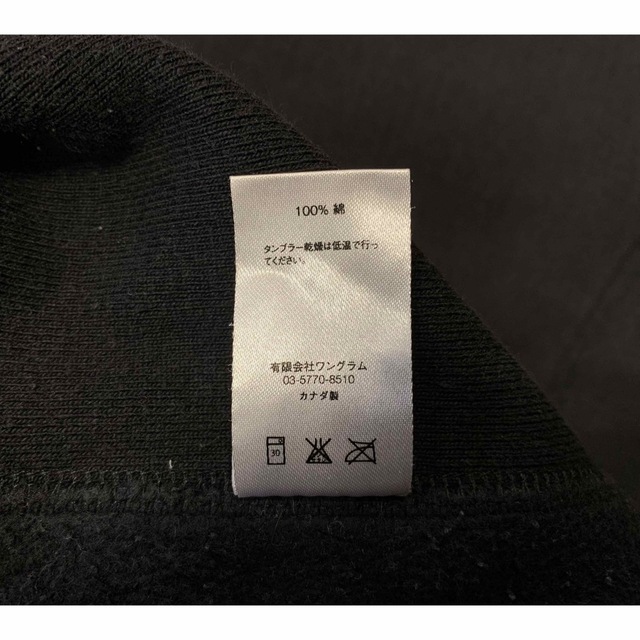 100% 綿
タンブラー乾燥は低温で行っ
てください。
有限会社ワングラム
03-5770-8510
カナダ製
30